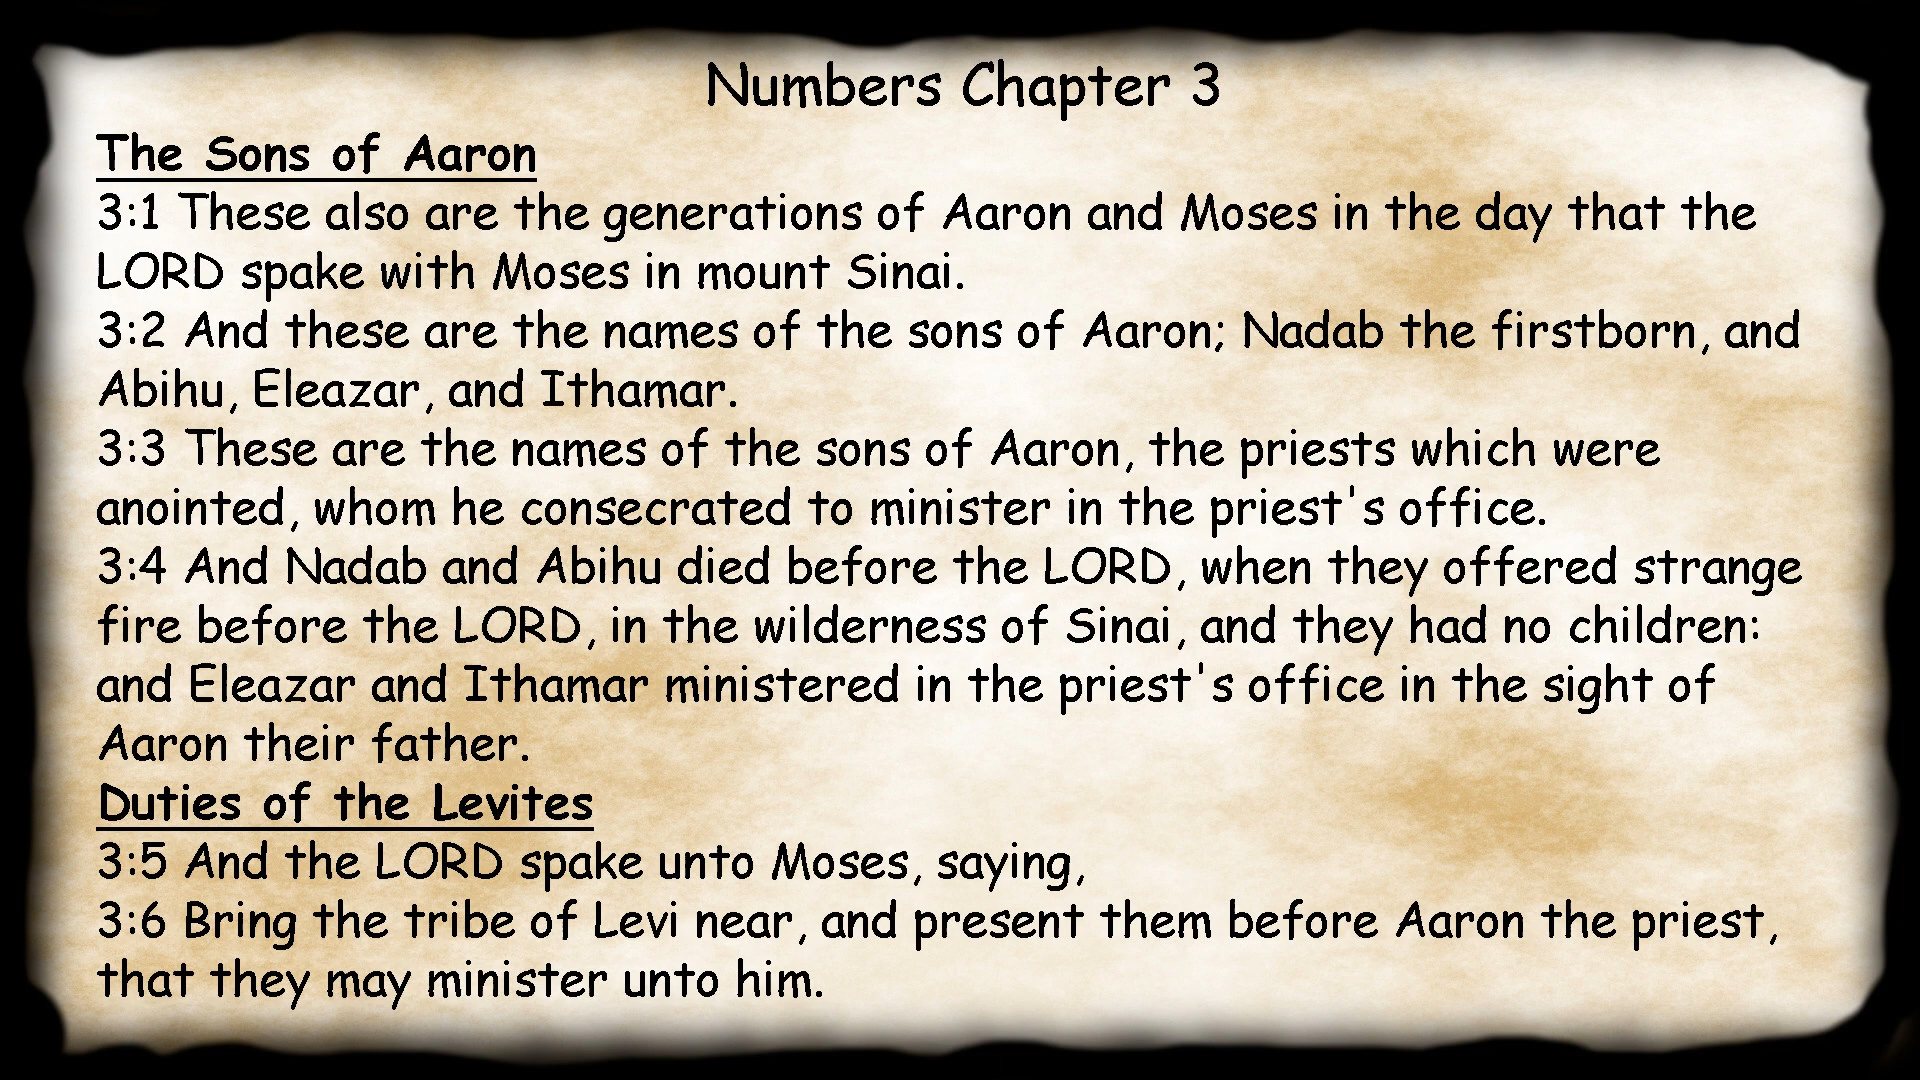 Numbers Chapter 3
The Sons of Aaron
3:1 These also are the generations of Aaron and Moses in the day that the
LORD spake with Moses in mount Sinai.
3:2 And these are the names of the sons of Aaron; Nadab the firstborn, and
Abihu, Eleazar, and Ithamar.
3:3 These are the names of the sons of Aaron, the priests which were
anointed, whom he consecrated to minister in the priest's office.
3:4 And Nadab and Abihu died before the LORD, when they offered strange
fire before the LORD, in the wilderness of Sinai, and they had no children:
and Eleazar and Ithamar ministered in the priest's office in the sight of
Aaron their father.
Duties of the Levites
3:5 And the LORD spake unto Moses, saying,
3:6 Bring the tribe of Levi near, and present them before Aaron the priest,
that they may minister unto him.